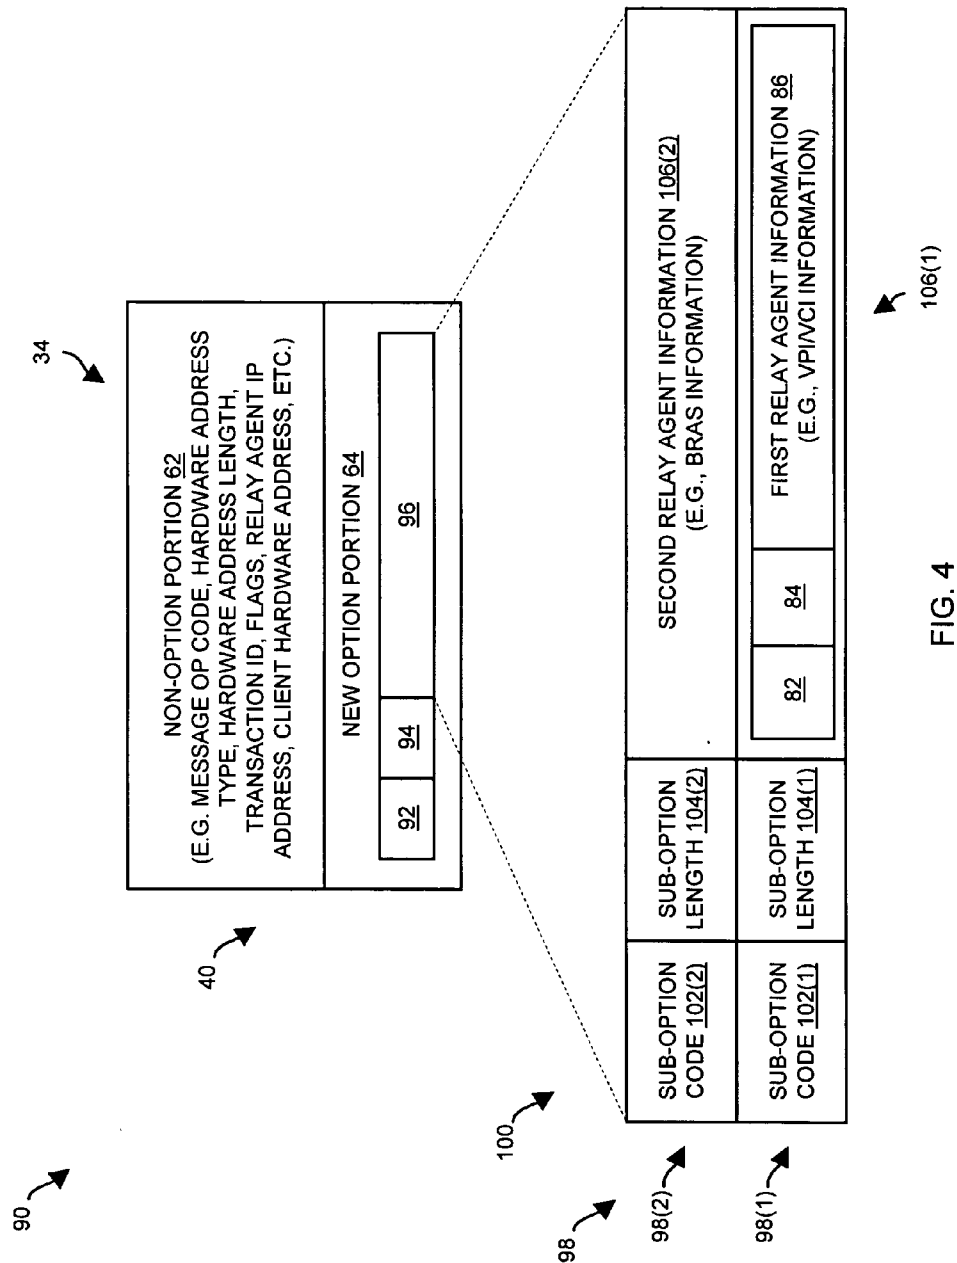 90
40
34
NON-OPTION PORTION 62
(E.G. MESSAGE OP CODE, HARDWARE ADDRESS
TYPE, HARDWARE ADDRESS LENGTH,
TRANSACTION ID, FLAGS, RELAY AGENT IP
ADDRESS, CLIENT HARDWARE ADDRESS, ETC.)
NEW OPTION PORTION 64
92
94
96
100
98
98(2)
SUB-OPTION
CODE 102(2)
SUB-OPTION
LENGTH 104(2)
SECOND RELAY AGENT INFORMATION 106(2)
(E.G., BRAS INFORMATION)
98(1)
SUB-OPTION
CODE 102(1)
SUB-OPTION
LENGTH 104(1)
82
84
FIRST RELAY AGENT INFORMATION 86
(E.G., VPI/VCI INFORMATION)
106(1)
FIG. 4